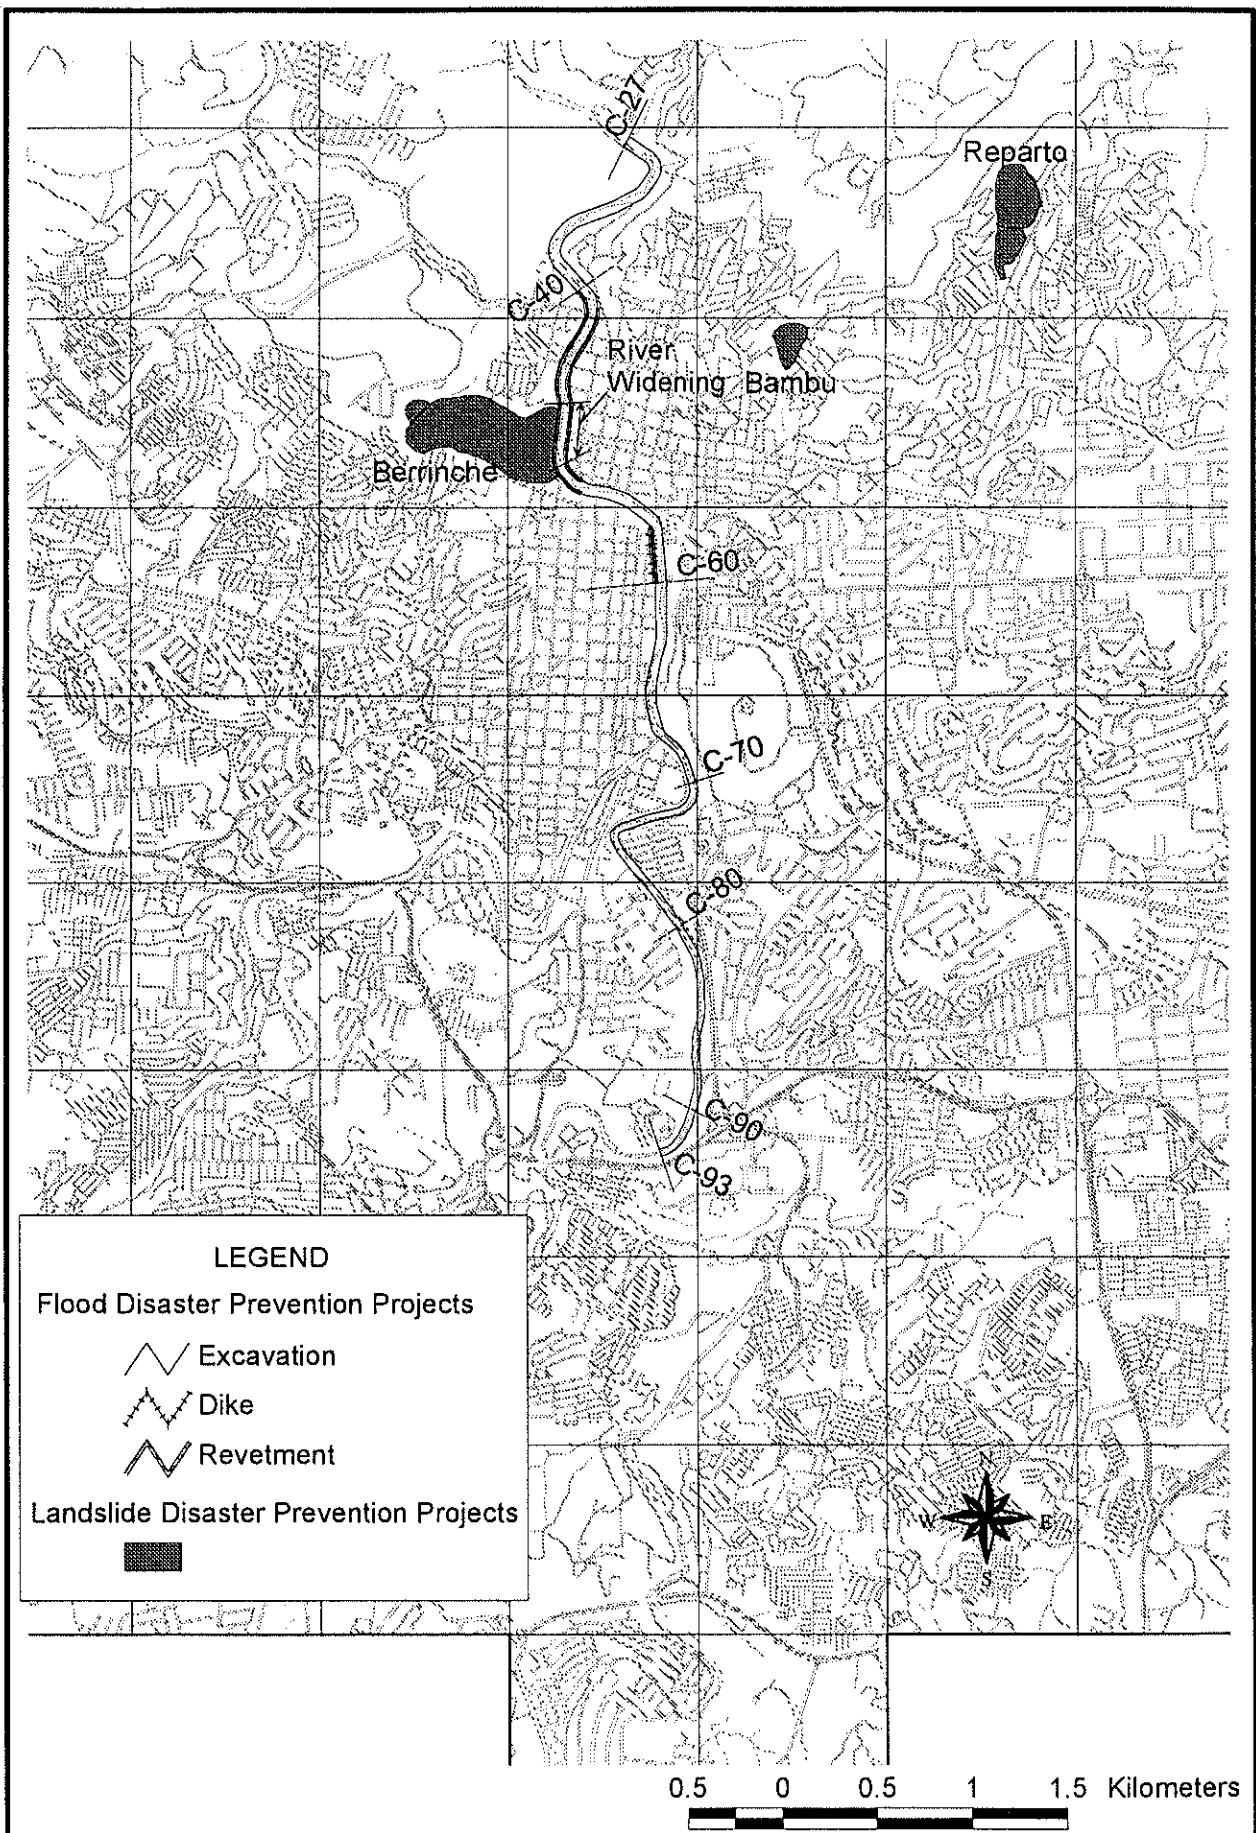 C-27
Reparto
C-40
River
Widening
Bambu
Berrinche
C-60
C-70
C-80
C-90
C-93
LEGEND
Flood Disaster Prevention Projects
Excavation
Dike
Revetment
Landslide Disaster Prevention Projects
N
W
E
S
0.5 0 0.5 1 1.5 Kilometers